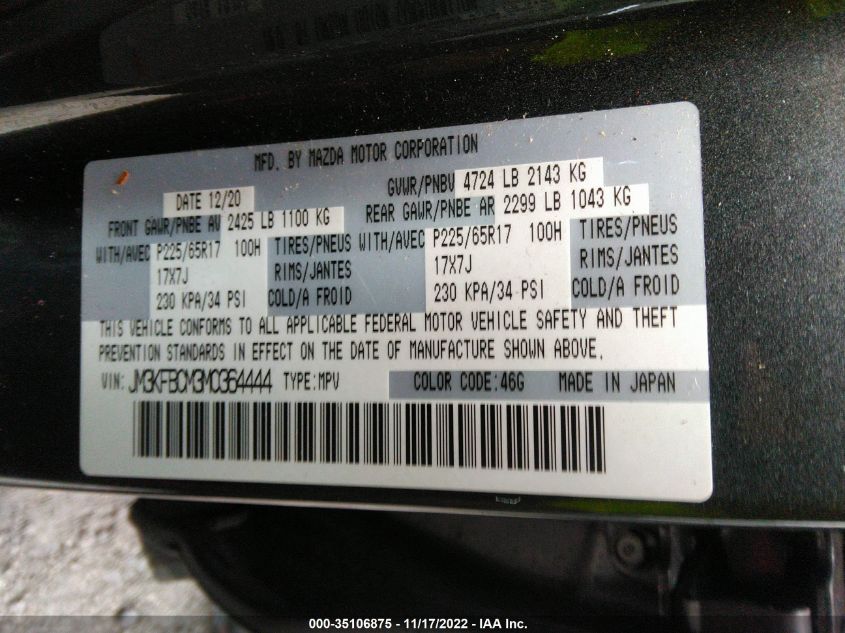 MFD. BY MAZDA MOTOR CORPORATION
DATE 12/20 GVWR/PNBV 4724 LB 2143 KG
FRONT GAWR/PNBE AV 2425 LB 1100 KG REAR GAWR/PNBE AR 2299 LB 1043 KG
WITH/AVEC P225/65R17 100H TIRES/PNEUS WITH/AVEC P225/65R17 100H TIRES/PNEUS
17X7J RIMS/JANTES 17X7J RIMS/JANTES
230 KPA/34 PSI COLD/A FROID 230 KPA/34 PSI COLD/A FROID
THIS VEHICLE CONFORMS TO ALL APPLICABLE FEDERAL MOTOR VEHICLE SAFETY AND THEFT
PREVENTION STANDARDS IN EFFECT ON THE DATE OF MANUFACTURE SHOWN ABOVE.
VIN: JM3KFBCM3M0364444 TYPE:MPV COLOR CODE:46G MADE IN JAPAN
000-35106875 - 11/17/2022 - IAA Inc.